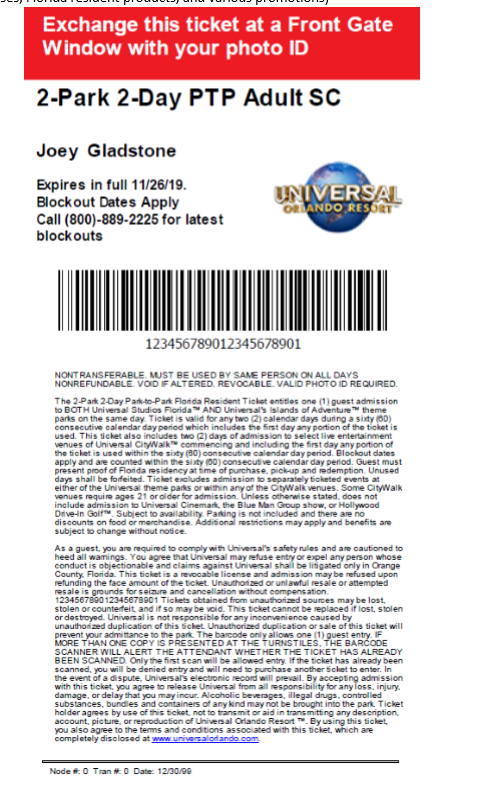 ses, Florida resident products, and various promotions)
Exchange this ticket at a Front Gate
Window with your photo ID
2-Park 2-Day PTP Adult SC
Joey Gladstone
Expires in full 11/26/19.
Blockout Dates Apply
Call (800)-889-2225 for latest
blockouts
UNIVERSAL
ORLANDO RESORT™
123456789012345678901
NONTRANSFERABLE. MUST BE USED BY SAME PERSON ON ALL DAYS
NONREFUNDABLE. VOID IF ALTERED. REVOCABLE. VALID PHOTO ID REQUIRED.
The 2-Park 2-Day Park-to-Park Florida Resident Ticket entitles one (1) guest admission
to BOTH Universal Studios Florida™ AND Universal's Islands of Adventure™ theme
parks on the same day. Ticket is valid for any two (2) calendar days during a sixty (60)
consecutive calendar day period which includes the first day any portion of the ticket is
used. This ticket also includes two (2) days of admission to select live entertainment
venues of Universal CityWalk™ commencing and including the first day any portion of
the ticket is used within the sixty (60) consecutive calendar day period. Blockout dates
apply and are counted within the sixty (60) consecutive calendar day period. Guest must
present proof of Florida residency at time of purchase, pickup and redemption. Unused
days shall be forfeited. Ticket excludes admission to separately ticketed events at
either of the Universal theme parks or within any of the CityWalk venues. Some CityWalk
venues require ages 21 or older for admission. Unless otherwise stated, does not
include admission to Universal Cinemark, the Blue Man Group show, or Hollywood
Drive-In Golf™. Subject to availability. Parking is not included and there are no
discounts on food or merchandise. Additional restrictions may apply and benefits are
subject to change without notice.
As a guest, you are required to comply with Universal's safety rules and are cautioned to
heed all warnings. You agree that Universal may refuse entry or expel any person whose
conduct is objectionable and claims against Universal shall be litigated only in Orange
County, Florida. This ticket is a revocable license and admission may be refused upon
refunding the face amount of the ticket. Unauthorized or unlawful resale or attempted
resale is grounds for seizure and cancellation without compensation.
123456789012345678901 Tickets obtained from unauthorized sources may be lost,
stolen or counterfeit, and if so may be void. This ticket cannot be replaced if lost, stolen
or destroyed. Universal is not responsible for any inconvenience caused by
unauthorized duplication of this ticket. Unauthorized duplication or sale of this ticket will
prevent your admittance to the park. The barcode only allows one (1) guest entry. IF
MORE THAN ONE COPY IS PRESENTED AT THE TURNSTILES, THE BARCODE
SCANNER WILL ALERT THE ATTENDANT WHETHER THE TICKET HAS ALREADY
BEEN SCANNED. Only the first scan will be allowed entry. If the ticket has already been
scanned, you will be denied entry and will need to purchase another ticket to enter. In
the event of a dispute, Universal's electronic record will prevail. By accepting admission
with this ticket, you agree to release Universal from all responsibility for any loss, injury,
damage, or delay that you may incur. Alcoholic beverages, illegal drugs, controlled
substances, bundles and containers of any kind may not be brought into the park. Ticket
holder agrees by use of this ticket, not to transmit or aid in transmitting any description,
account, picture, or reproduction of Universal Orlando Resort ™. By using this ticket,
you also agree to the terms and conditions associated with this ticket, which are
completely disclosed at www.universalorlando.com.
Node #: 0 Tran #: 0 Date: 12/30/99